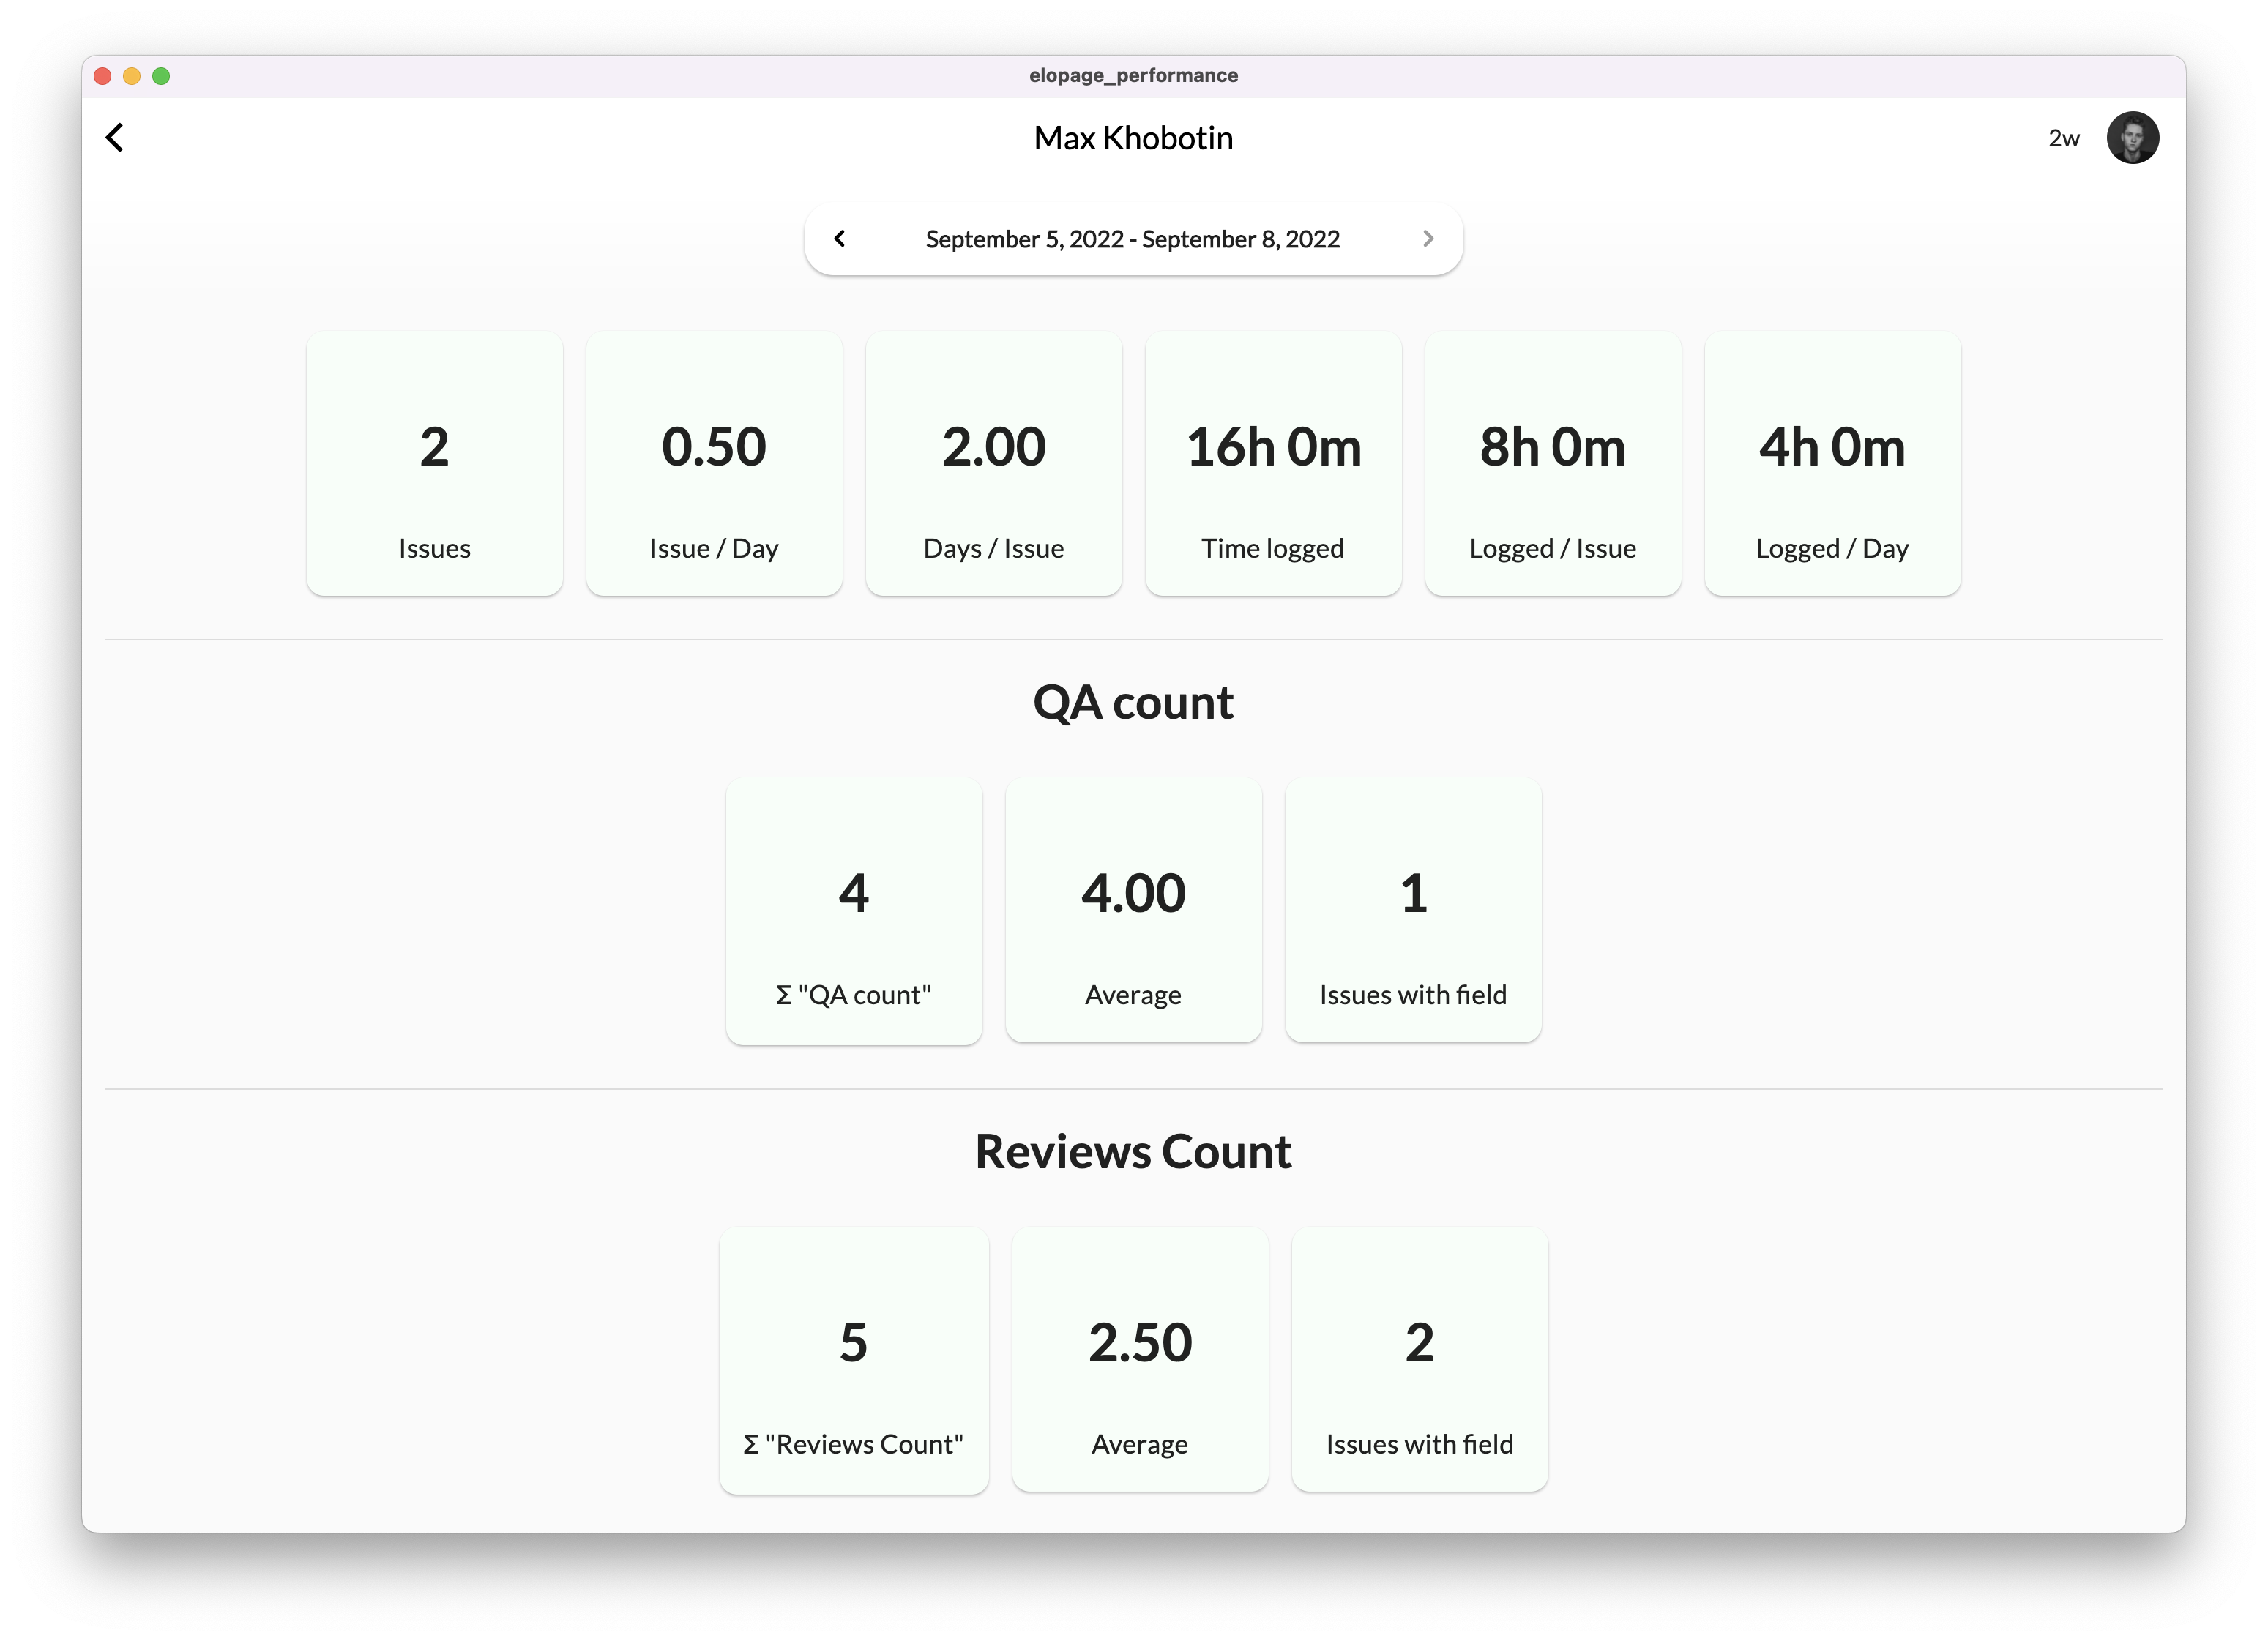 elopage_performance
Max Khobotin
2w
September 5, 2022 - September 8, 2022
2
0.50
2.00
16h 0m
8h 0m
4h 0m
Issues
Issue / Day
Days / Issue
Time logged
Logged / Issue
Logged / Day
QA count
4
4.00
1
Σ "QA count"
Average
Issues with field
Reviews Count
5
2.50
2
Σ "Reviews Count"
Average
Issues with field